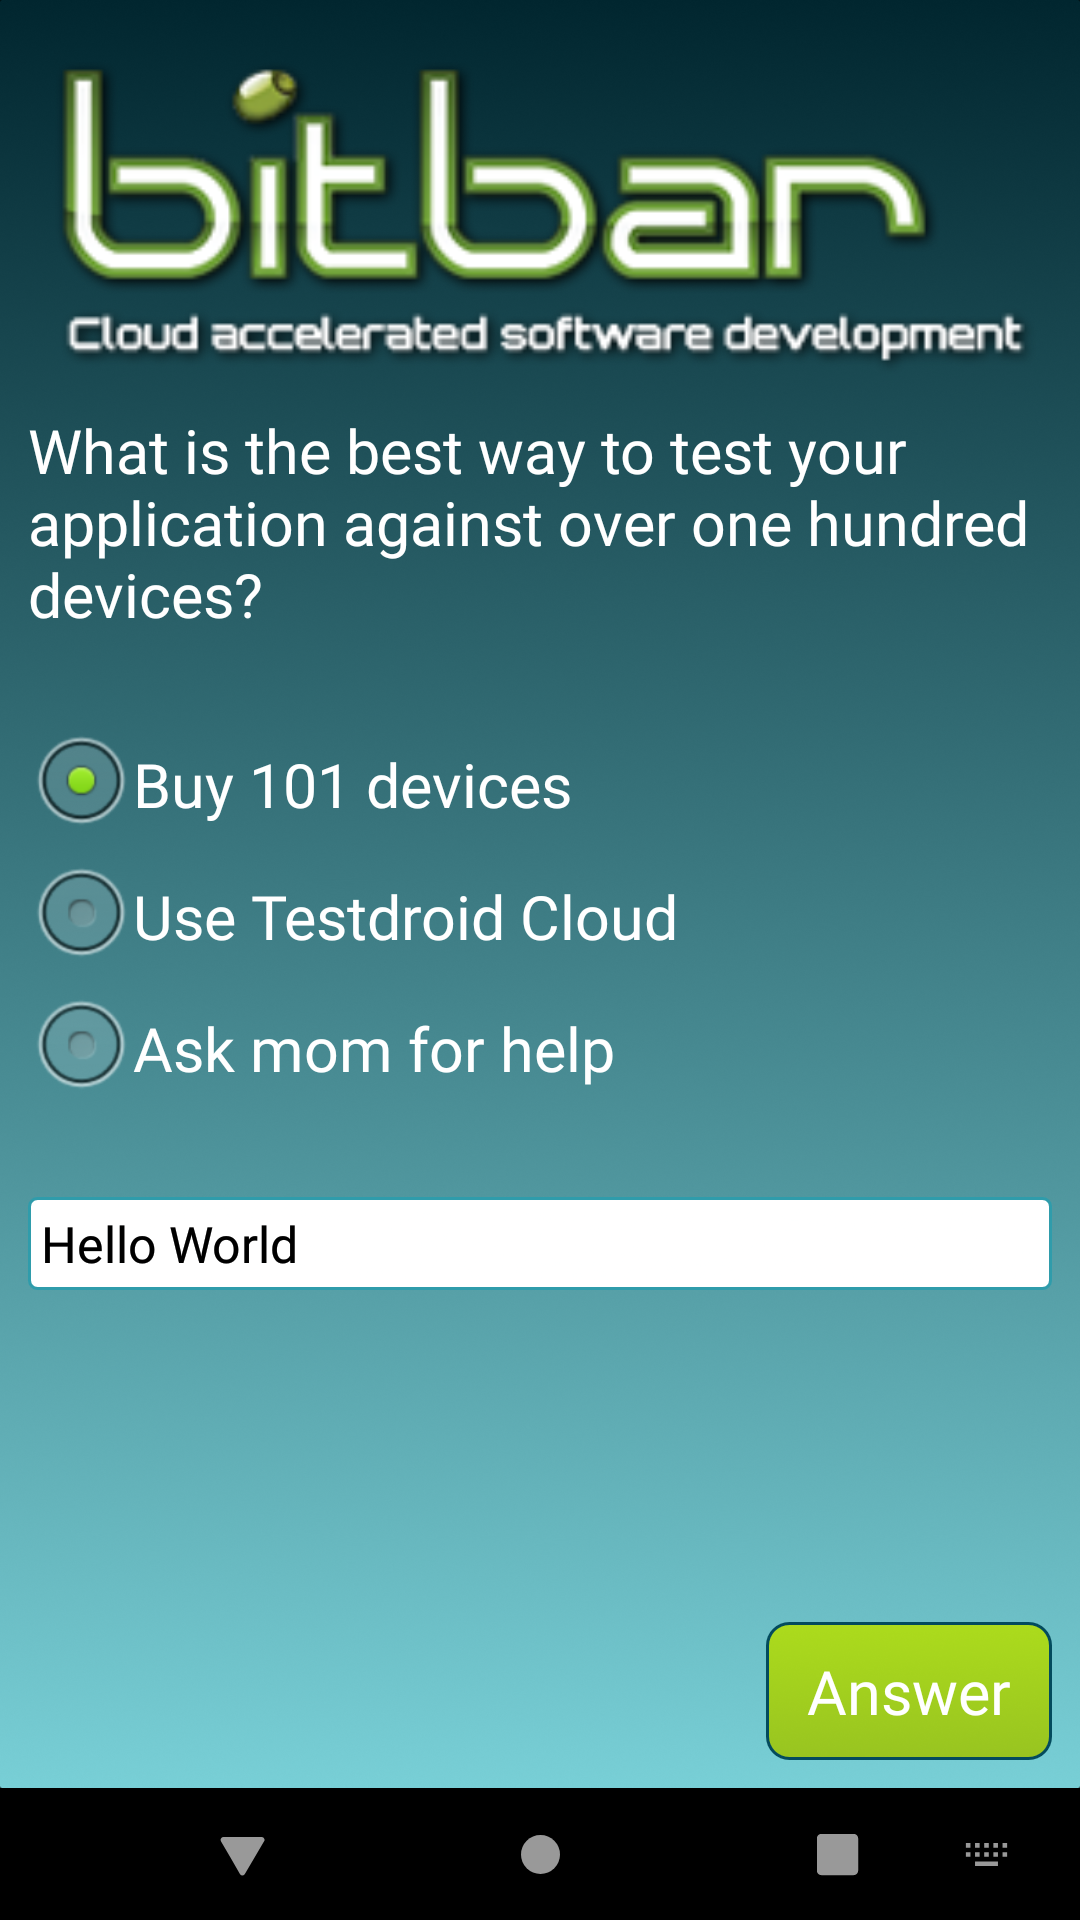 bitbar
Cloud accelerated software development
What is the best way to test your
application against over one hundred
devices?
Buy 101 devices
Use Testdroid Cloud
Ask mom for help
Hello World
Answer